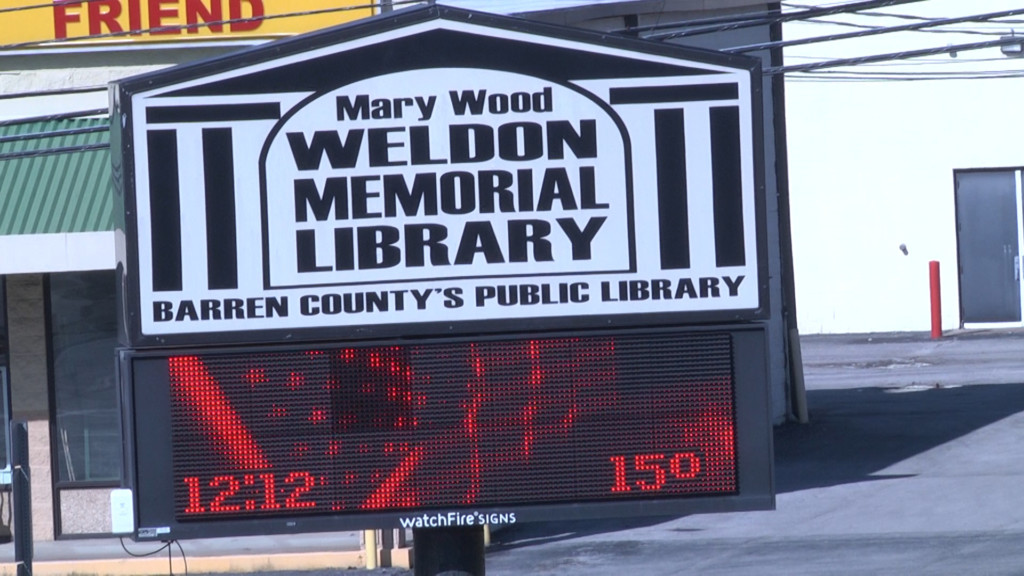 FRIEND
Mary Wood
WELDON
MEMORIAL
LIBRARY
BARREN COUNTY'S PUBLIC LIBRARY
12:12 15°
watchFire SIGNS